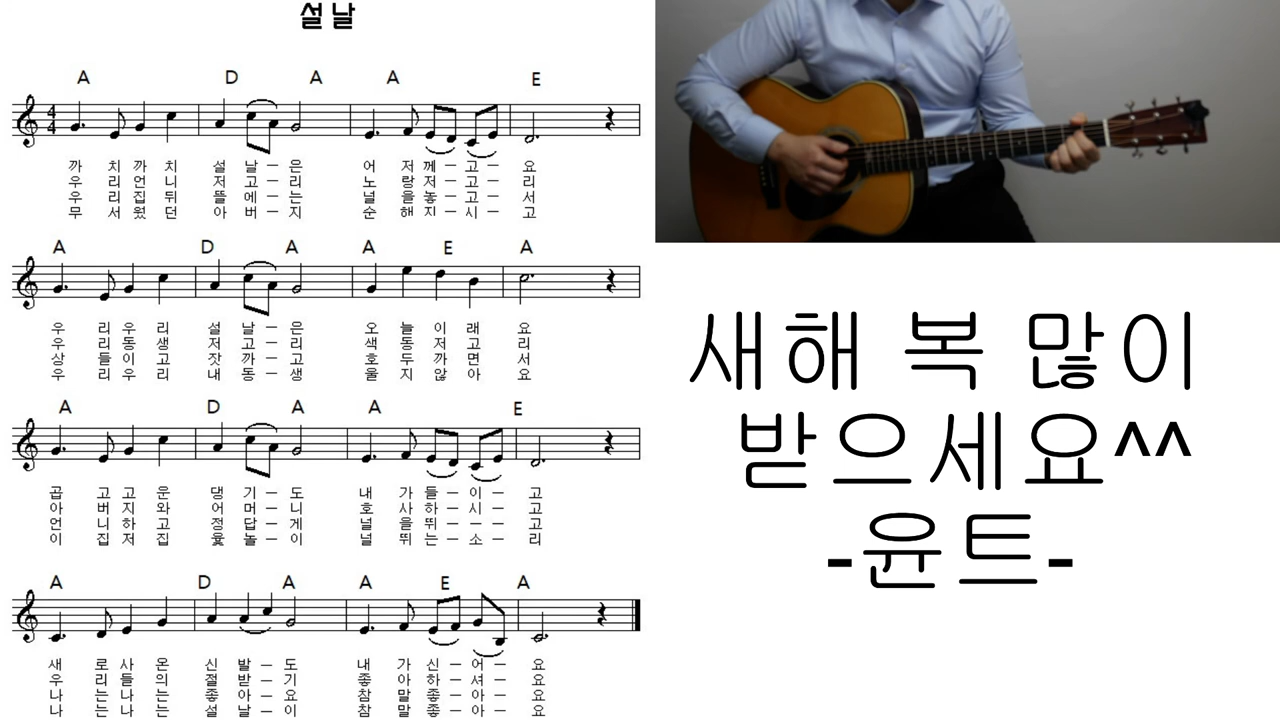 설날
A D A A E
4
4
까 치 까 치 설 날 – 은 어 저 께 – 고 – 요
우 리 언 니 저 고 – 리 노 랑 저 – 고 – 리
우 리 집 뒤 뜰 에 – 는 널 을 놓 – 고 – 서
무 서 웠 던 아 버 – 지 순 해 지 – 시 – 고
A D A A E A
우 리 우 리 설 날 – 은 오 늘 이 래 요
우 리 동 생 저 고 – 리 색 동 저 고 리
상 들 이 고 잣 까 – 고 호 두 까 면 서
우 리 우 리 내 동 – 생 울 지 않 아 요
A D A A E
곱 고 고 운 댕 기 – 도 내 가 들 – 이 – 고
아 버 지 와 어 머 – 니 호 사 하 – 시 – 고
언 니 하 고 정 답 – 게 널 을 뛰 – – – 고
이 집 저 집 윷 놀 – 이 널 뛰 는 – 소 – 리
A D A A E A
새 로 사 온 신 발 – 도 내 가 신 – 어 – 요
우 리 들 의 절 받 – 기 좋 아 하 – 셔 – 요
나 는 나 는 좋 아 – 요 참 말 좋 – 아 – 요
나 는 나 는 설 날 – 이 참 말 좋 – 아 – 요
새해 복 많이
받으세요^^
-윤트-